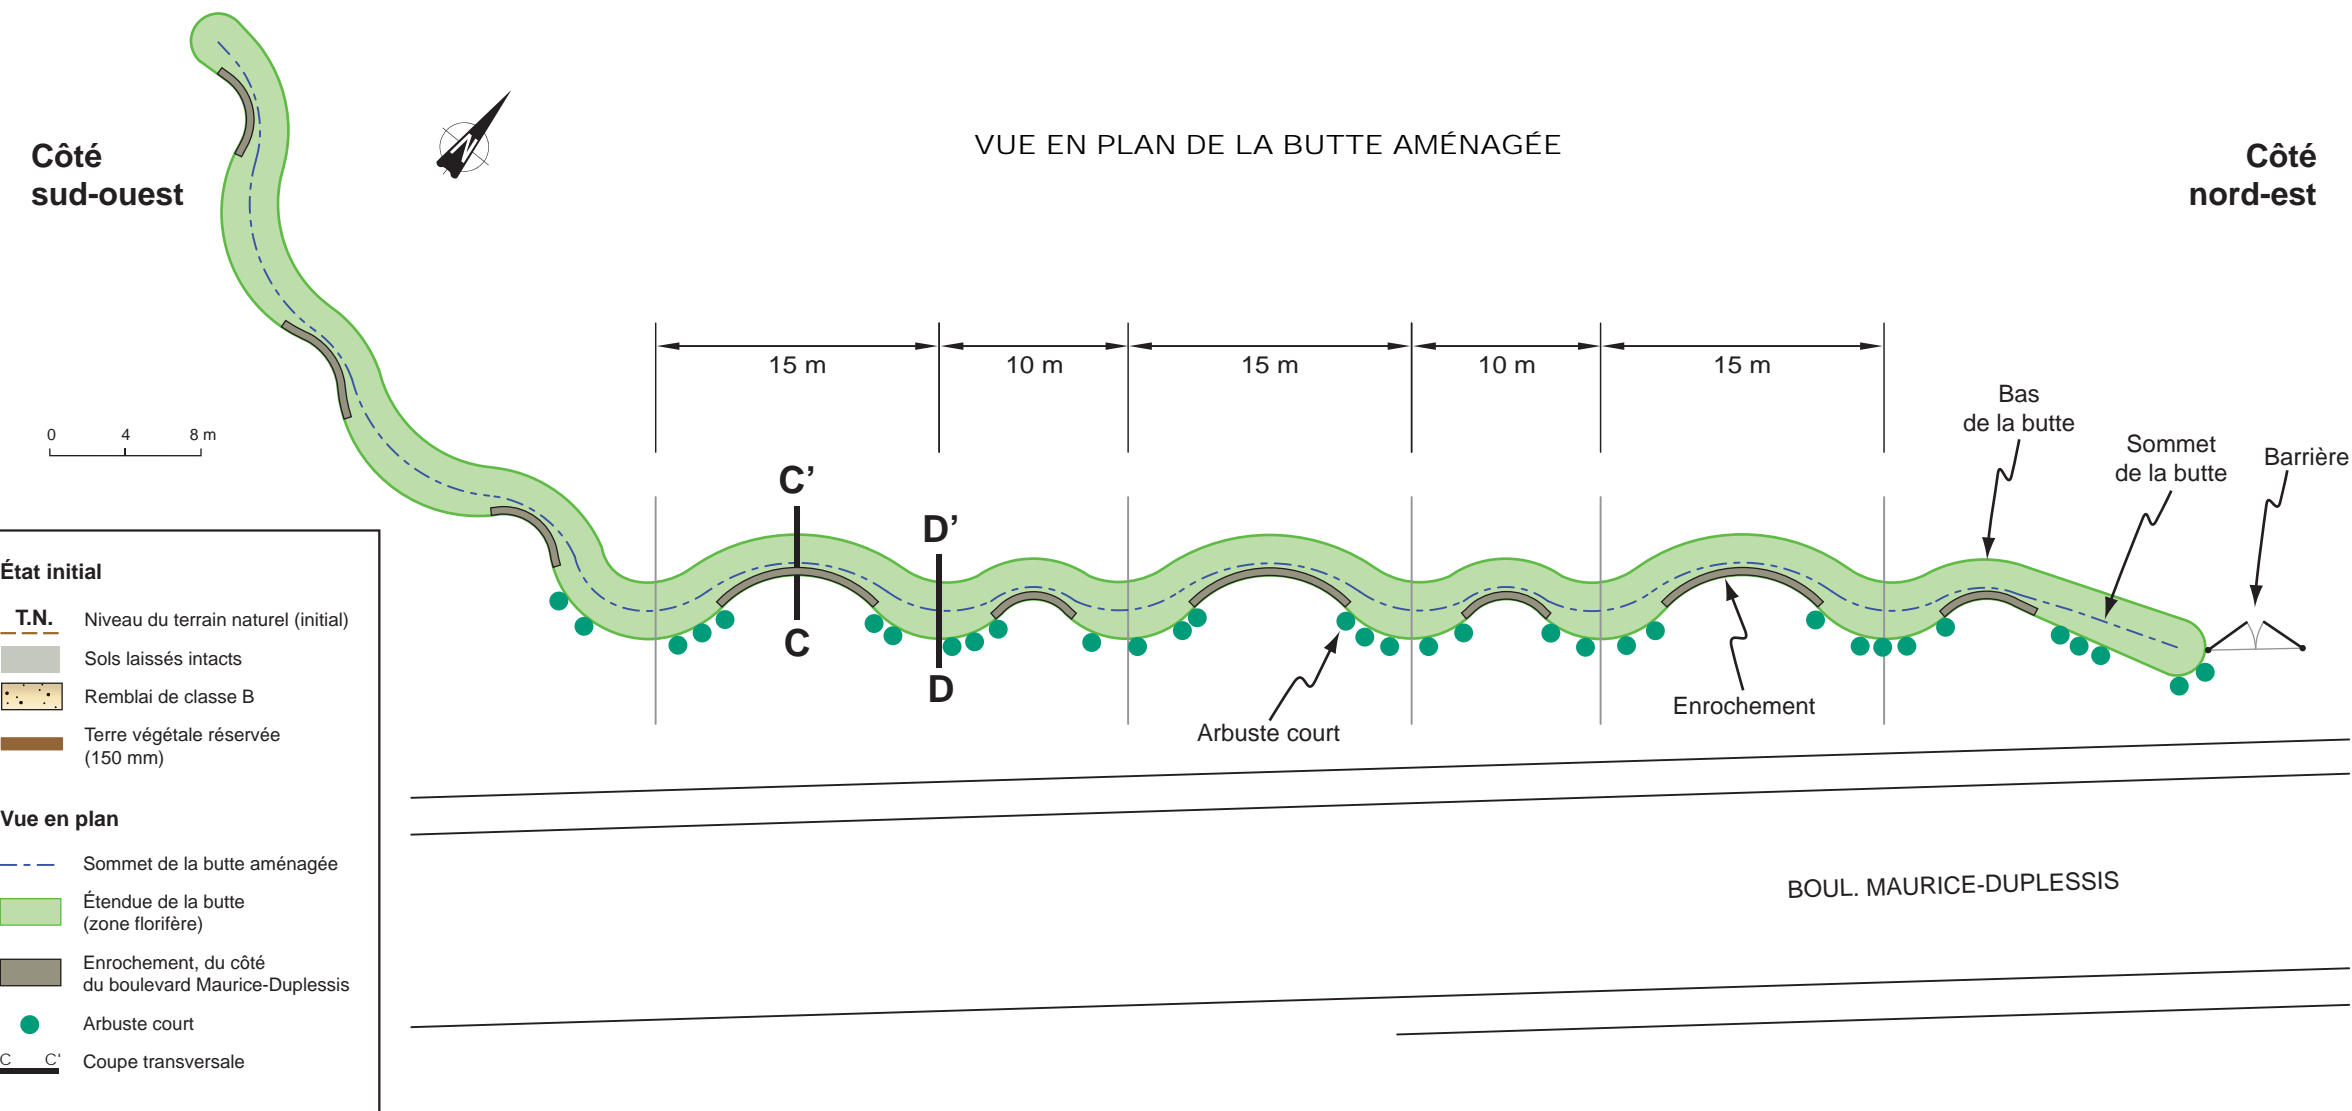 VUE EN PLAN DE LA BUTTE AMÉNAGÉE
Côté
sud-ouest
Côté
nord-est
N
15 m
10 m
15 m
10 m
15 m
0 4 8 m
Bas
de la butte
Sommet
de la butte
Barrière
C’
D’
C
D
Arbuste court
Enrochement
BOUL. MAURICE-DUPLESSIS
État initial
T.N. Niveau du terrain naturel (initial)
Sols laissés intacts
Remblai de classe B
Terre végétale réservée
(150 mm)
Vue en plan
Sommet de la butte aménagée
Étendue de la butte
(zone florifère)
Enrochement, du côté
du boulevard Maurice-Duplessis
Arbuste court
C C' Coupe transversale